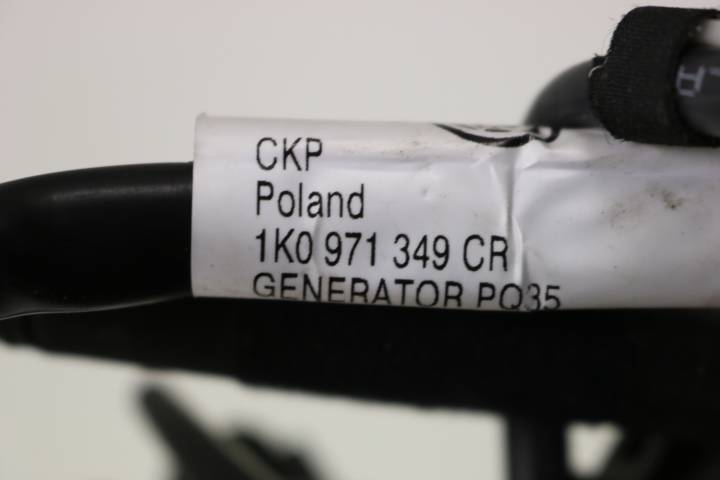 CKP
Poland
1K0 971 349 CR
GENERATOR PQ35